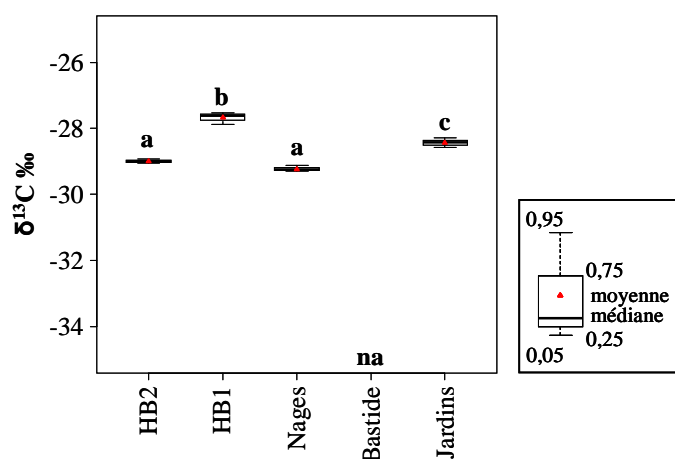 -26
-28
-30
-32
-34
δ¹³C ‰
a
b
a
na
c
HB2
HB1
Nages
Bastide
Jardins
0,95
0,75
moyenne
médiane
0,25
0,05